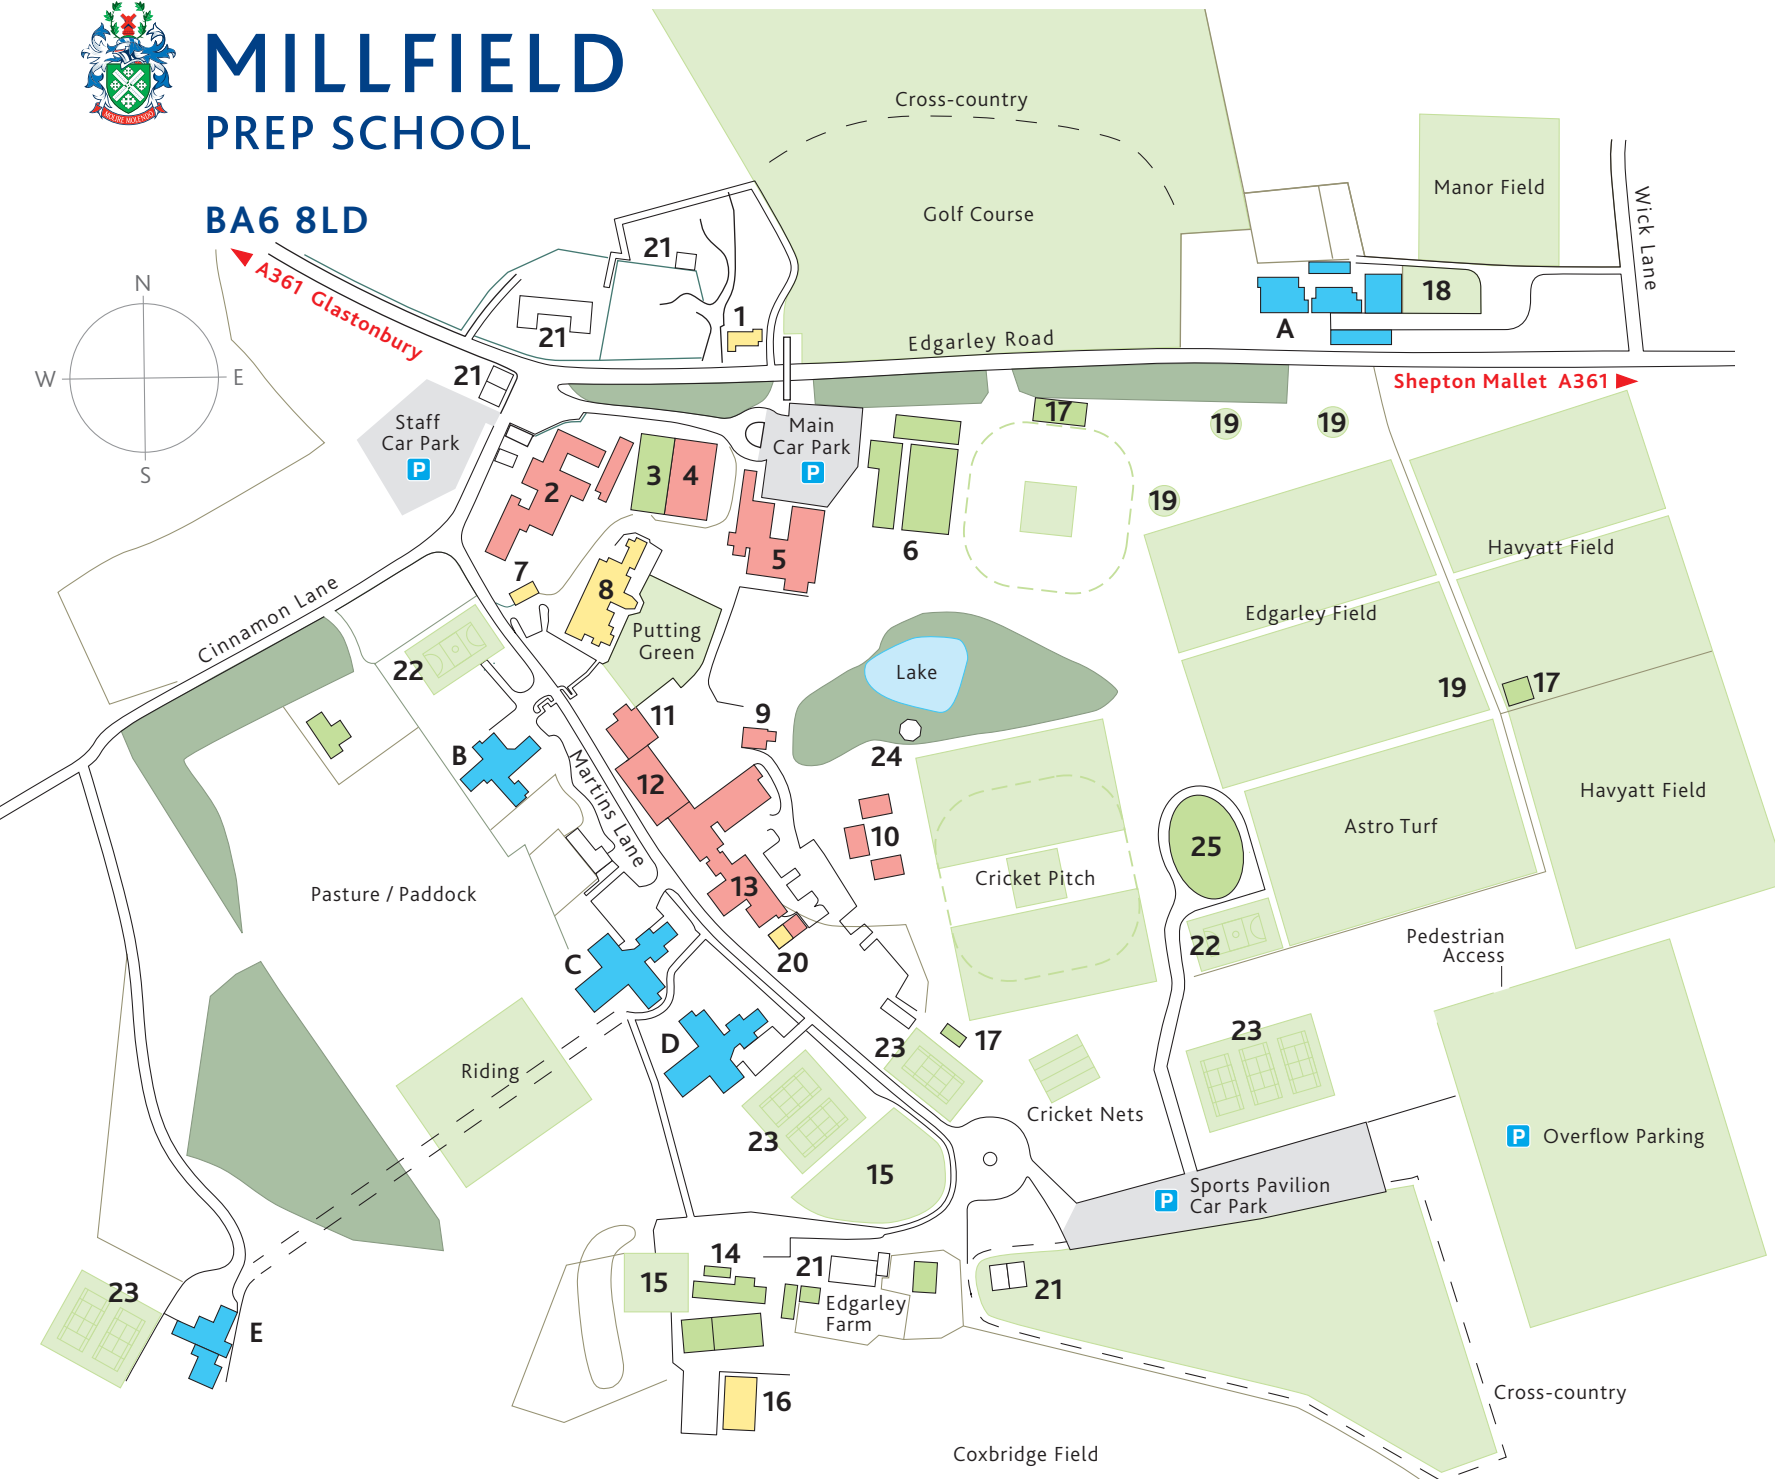 MILLFIELD
PREP SCHOOL
MOLIRE MOLENDO
BA6 8LD
A361 Glastonbury
N
W
E
S
Cross-country
Golf Course
Manor Field
Wick Lane
21
21
1
18
A
Edgarley Road
Shepton Mallet A361
21
Staff
Car Park
P
Main
Car Park
P
17
19
19
2
3
4
5
6
19
7
8
Havyatt Field
Cinnamon Lane
Edgarley Field
Putting
Green
22
Lake
19
17
11
9
B
24
12
Martins Lane
Havyatt Field
10
Astro Turf
25
Cricket Pitch
13
Pasture / Paddock
22
Pedestrian
Access
C
20
D
23
17
23
Riding
Cricket Nets
23
15
P
Overflow Parking
P
Sports Pavilion
Car Park
14
21
15
21
23
Edgarley
Farm
E
16
Cross-country
Coxbridge Field